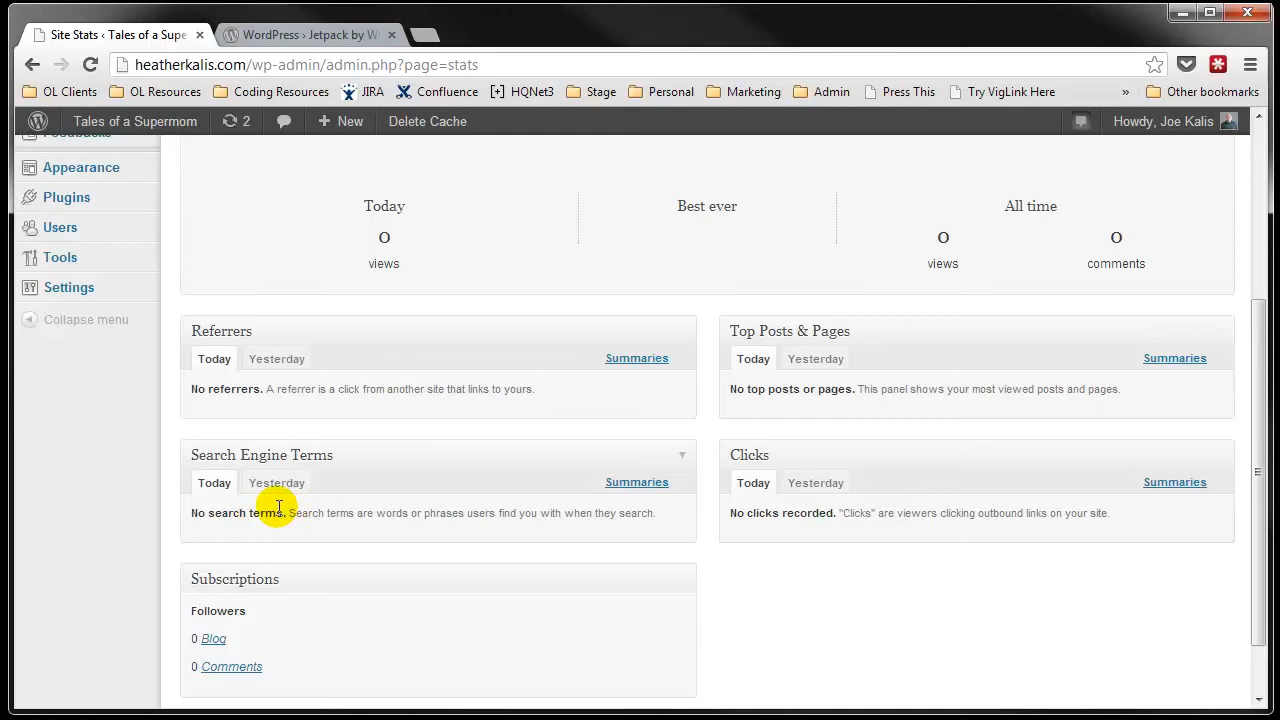 Site Stats ‹ Tales of a Supe
WordPress › Jetpack by W
heatherkalis.com/wp-admin/admin.php?page=stats
OL Clients OL Resources Coding Resources JIRA Confluence HQNet3 Stage Personal Marketing Admin Press This Try VigLink Here » Other bookmarks
Tales of a Supermom 2 + New Delete Cache Howdy, Joe Kalis
Feedbacks
Appearance
Plugins
Users
Tools
Settings
Collapse menu
Today Best ever All time
0 0 0
views views comments
Referrers
Today Yesterday Summaries
No referrers. A referrer is a click from another site that links to yours.
Top Posts & Pages
Today Yesterday Summaries
No top posts or pages. This panel shows your most viewed posts and pages.
Search Engine Terms
Today Yesterday Summaries
No search terms. Search terms are words or phrases users find you with when they search.
Clicks
Today Yesterday Summaries
No clicks recorded. "Clicks" are viewers clicking outbound links on your site.
Subscriptions
Followers
0 Blog
0 Comments